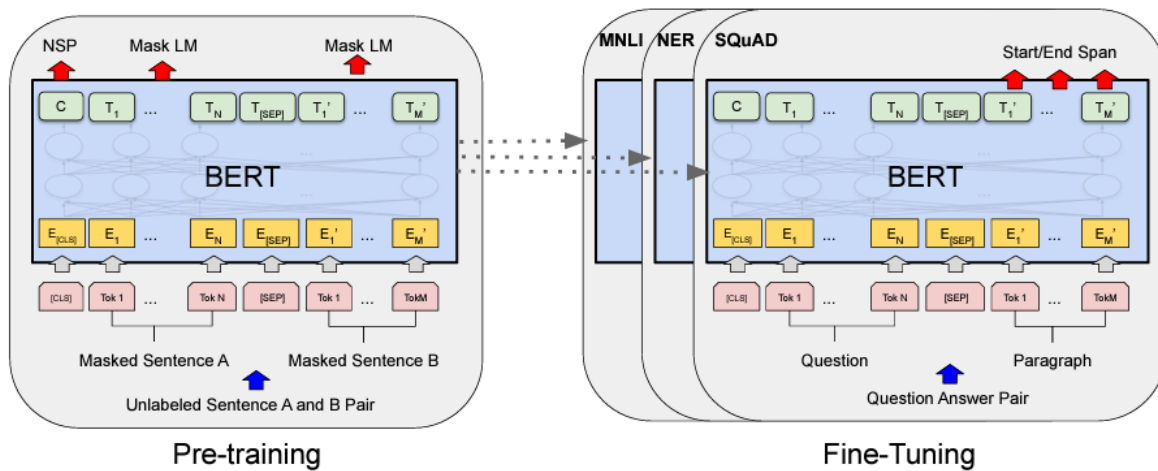 NSP Mask LM Mask LM
C T1 ... TN T[SEP] T1' ... TM'
BERT
E[CLS] E1 ... EN E[SEP] E1' ... EM'
[CLS] Tok 1 ... Tok N [SEP] Tok 1 ... TokM
Masked Sentence A Masked Sentence B
Unlabeled Sentence A and B Pair
Pre-training
MNLI NER SQuAD
Start/End Span
C T1 ... TN T[SEP] T1' ... TM'
BERT
E[CLS] E1 ... EN E[SEP] E1' ... EM'
[CLS] Tok 1 ... Tok N [SEP] Tok 1 ... TokM
Question Paragraph
Question Answer Pair
Fine-Tuning